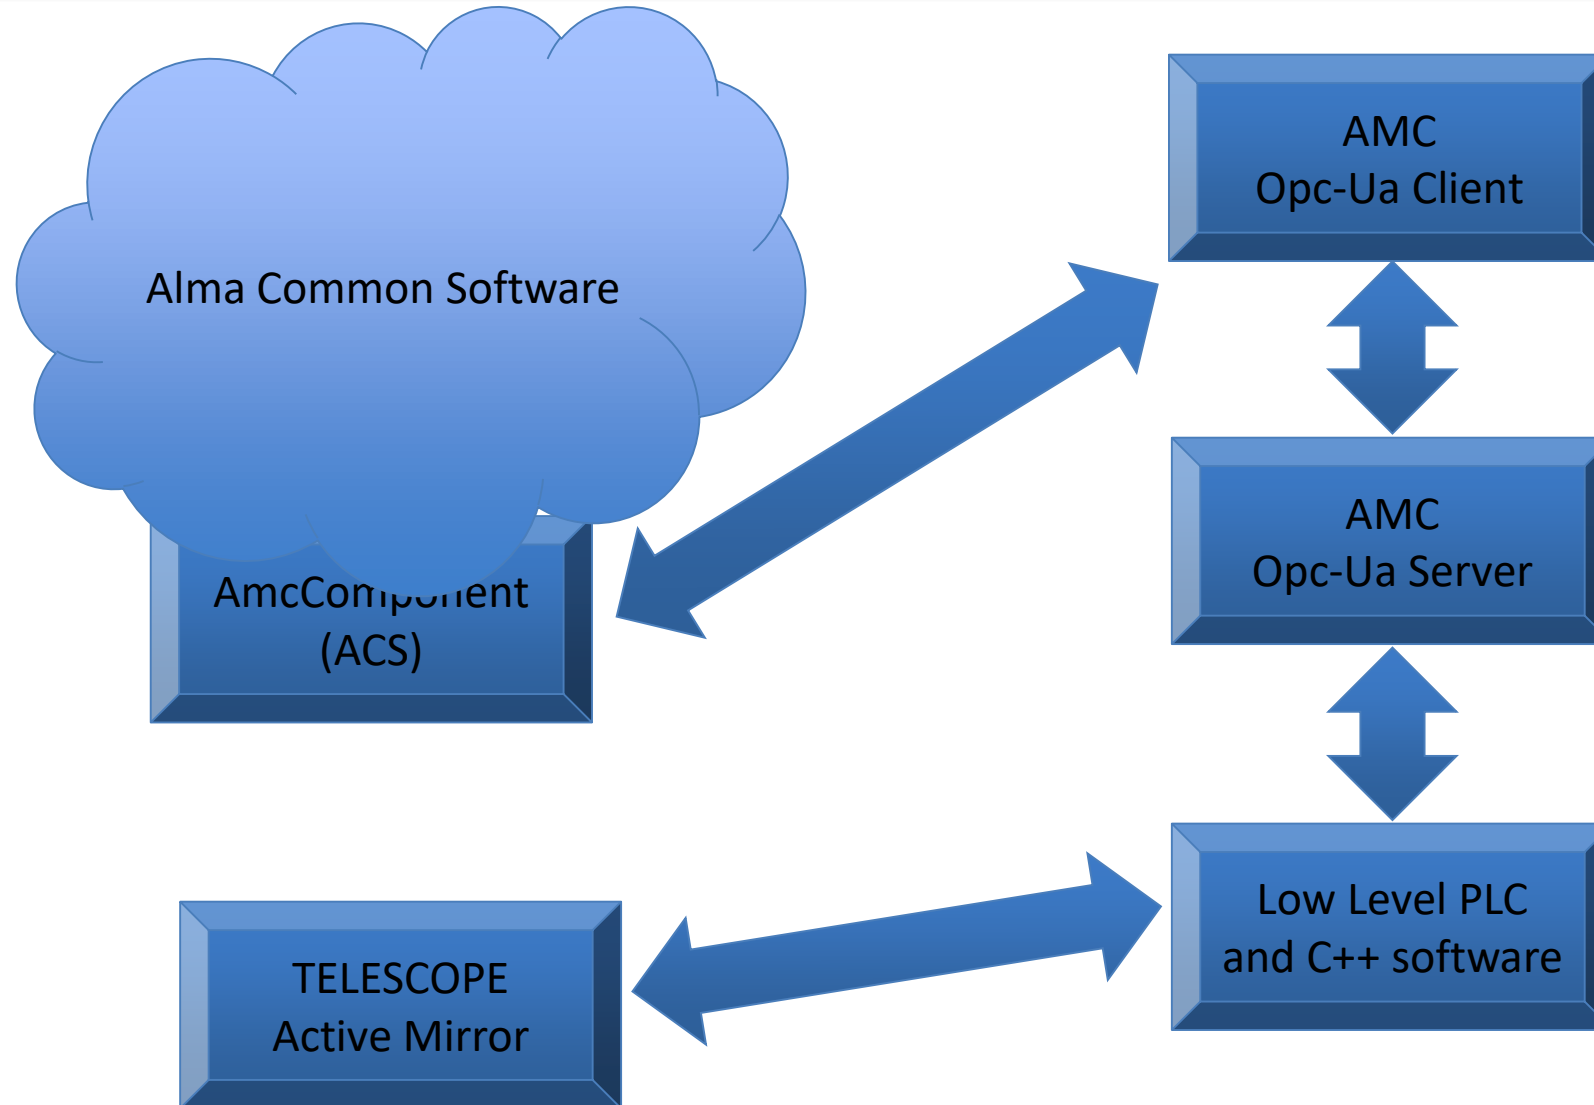 Alma Common Software
AmcComponent
(ACS)
AMC
Opc-Ua Client
AMC
Opc-Ua Server
Low Level PLC
and C++ software
TELESCOPE
Active Mirror